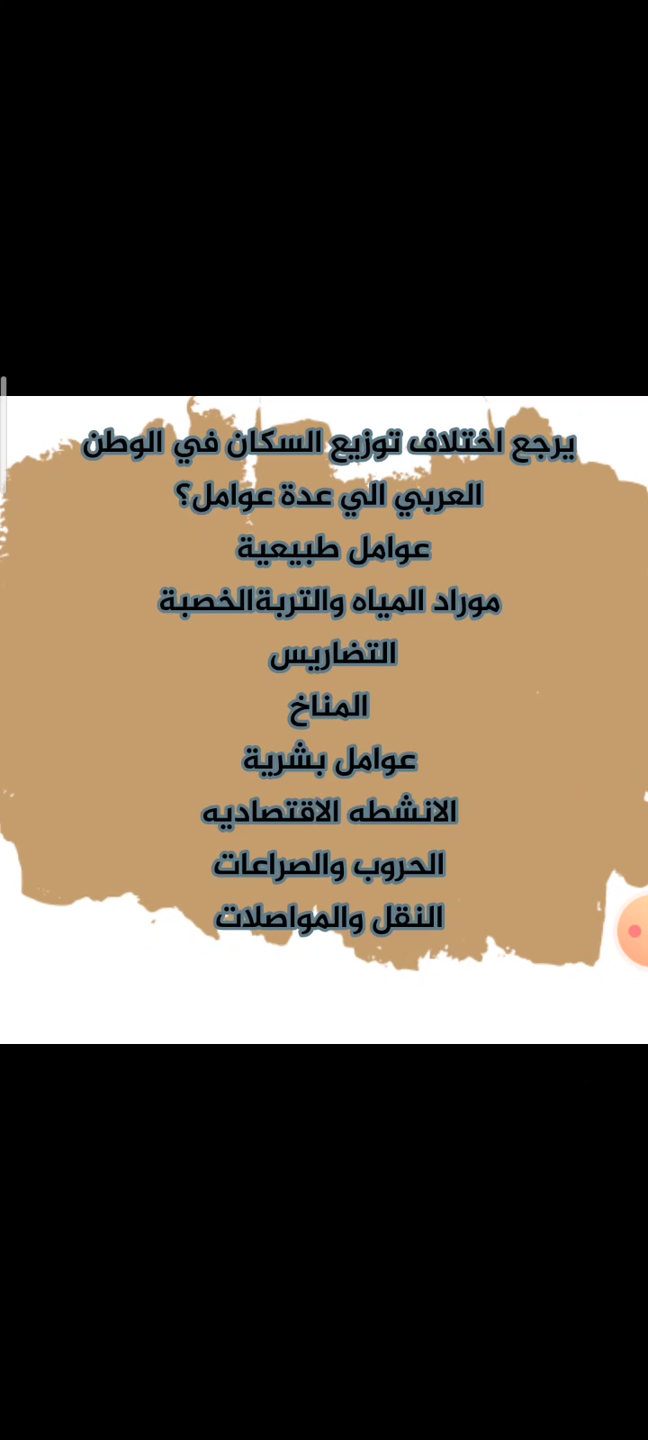 يرجع اختلاف توزيع السكان في الوطن
العربي الي عدة عوامل؟
عوامل طبيعية
موراد المياه والتربةالخصبة
التضاريس
المناخ
عوامل بشرية
الانشطه الاقتصاديه
الحروب والصراعات
النقل والمواصلات